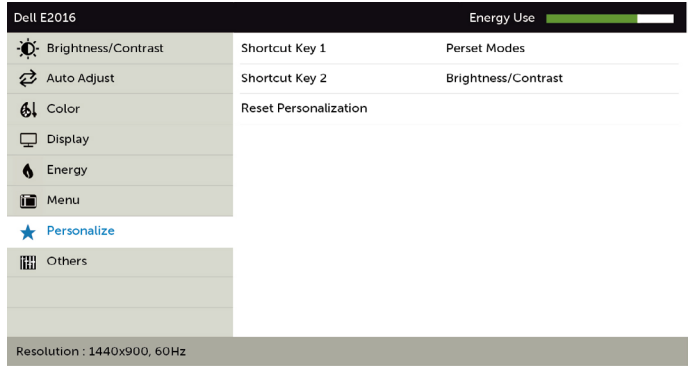 Dell E2016 Energy Use
Brightness/Contrast Shortcut Key 1 Perset Modes
Auto Adjust Shortcut Key 2 Brightness/Contrast
Color Reset Personalization
Display
Energy
Menu
Personalize
Others
Resolution : 1440x900, 60Hz